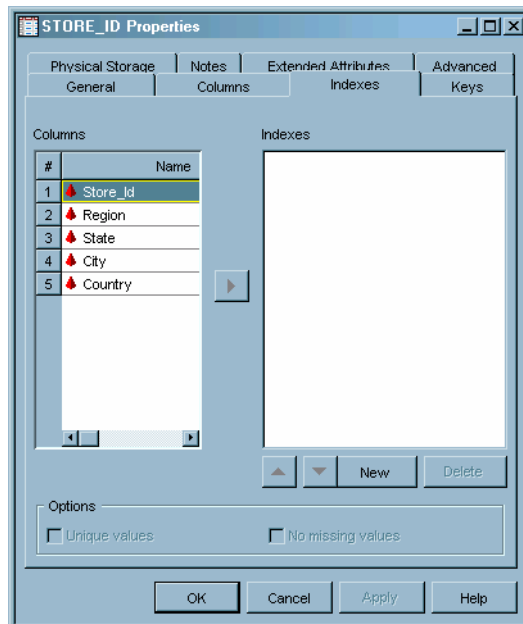 STORE_ID Properties
Physical Storage Notes Extended Attributes Advanced
General Columns Indexes Keys
Columns Indexes
# Name
1 Store_Id
2 Region
3 State
4 City
5 Country
New Delete
Options
Unique values No missing values
OK Cancel Apply Help